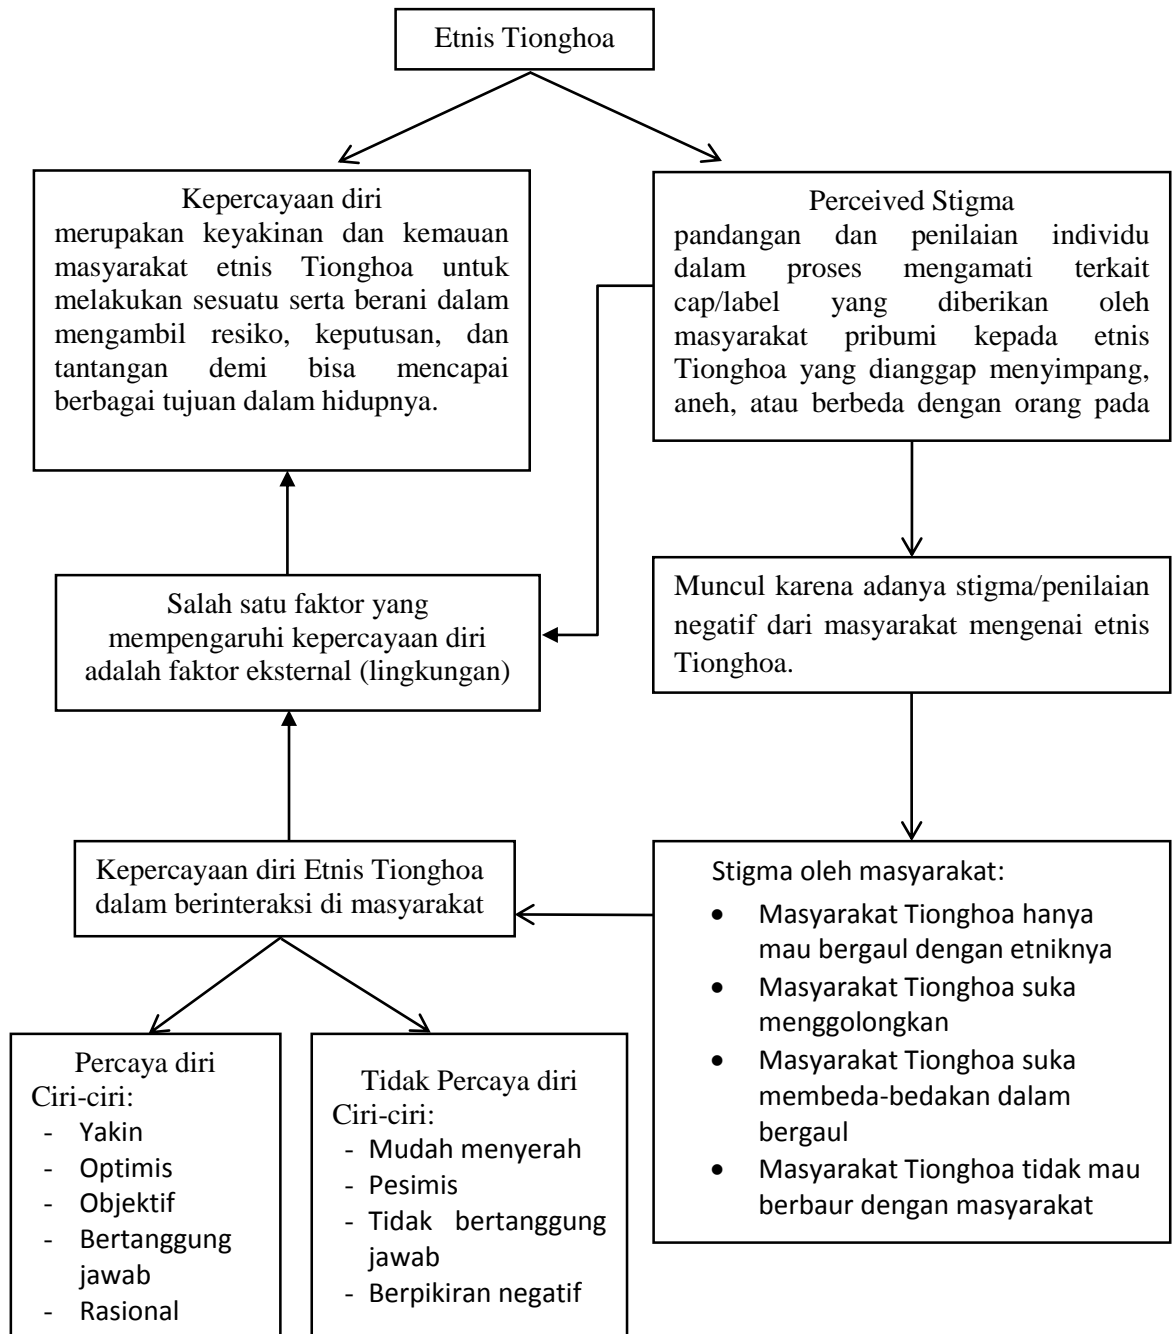 Etnis Tionghoa
Kepercayaan diri
merupakan keyakinan dan kemauan
masyarakat etnis Tionghoa untuk
melakukan sesuatu serta berani dalam
mengambil resiko, keputusan, dan
tantangan demi bisa mencapai
berbagai tujuan dalam hidupnya.
Perceived Stigma
pandangan dan penilaian individu
dalam proses mengamati terkait
cap/label yang diberikan oleh
masyarakat pribumi kepada etnis
Tionghoa yang dianggap menyimpang,
aneh, atau berbeda dengan orang pada
Salah satu faktor yang
mempengaruhi kepercayaan diri
adalah faktor eksternal (lingkungan)
Muncul karena adanya stigma/penilaian
negatif dari masyarakat mengenai etnis
Tionghoa.
Kepercayaan diri Etnis Tionghoa
dalam berinteraksi di masyarakat
Stigma oleh masyarakat:
• Masyarakat Tionghoa hanya
mau bergaul dengan etniknya
• Masyarakat Tionghoa suka
menggolongkan
• Masyarakat Tionghoa suka
membeda-bedakan dalam
bergaul
• Masyarakat Tionghoa tidak mau
berbaur dengan masyarakat
Percaya diri
Ciri-ciri:
- Yakin
- Optimis
- Objektif
- Bertanggung
jawab
- Rasional
Tidak Percaya diri
Ciri-ciri:
- Mudah menyerah
- Pesimis
- Tidak bertanggung
jawab
- Berpikiran negatif